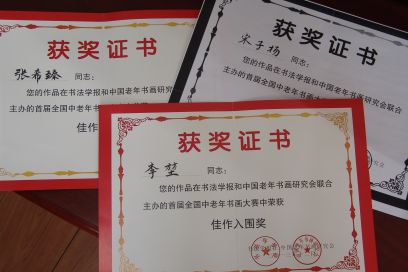 获奖证书
张希臻 同志：
您的作品在书法学报和中国老年书画研究
主办的首届全国中老年书
佳作
获奖证书
宋子扬 同志：
您的作品在书法学报和中国老年书画研究会联合
主办的首届全国中老年书画大赛中荣获
获奖证书
李堃 同志：
您的作品在书法学报和中国老年书画研究会联合
主办的首届全国中老年书画大赛中荣获
佳作入围奖